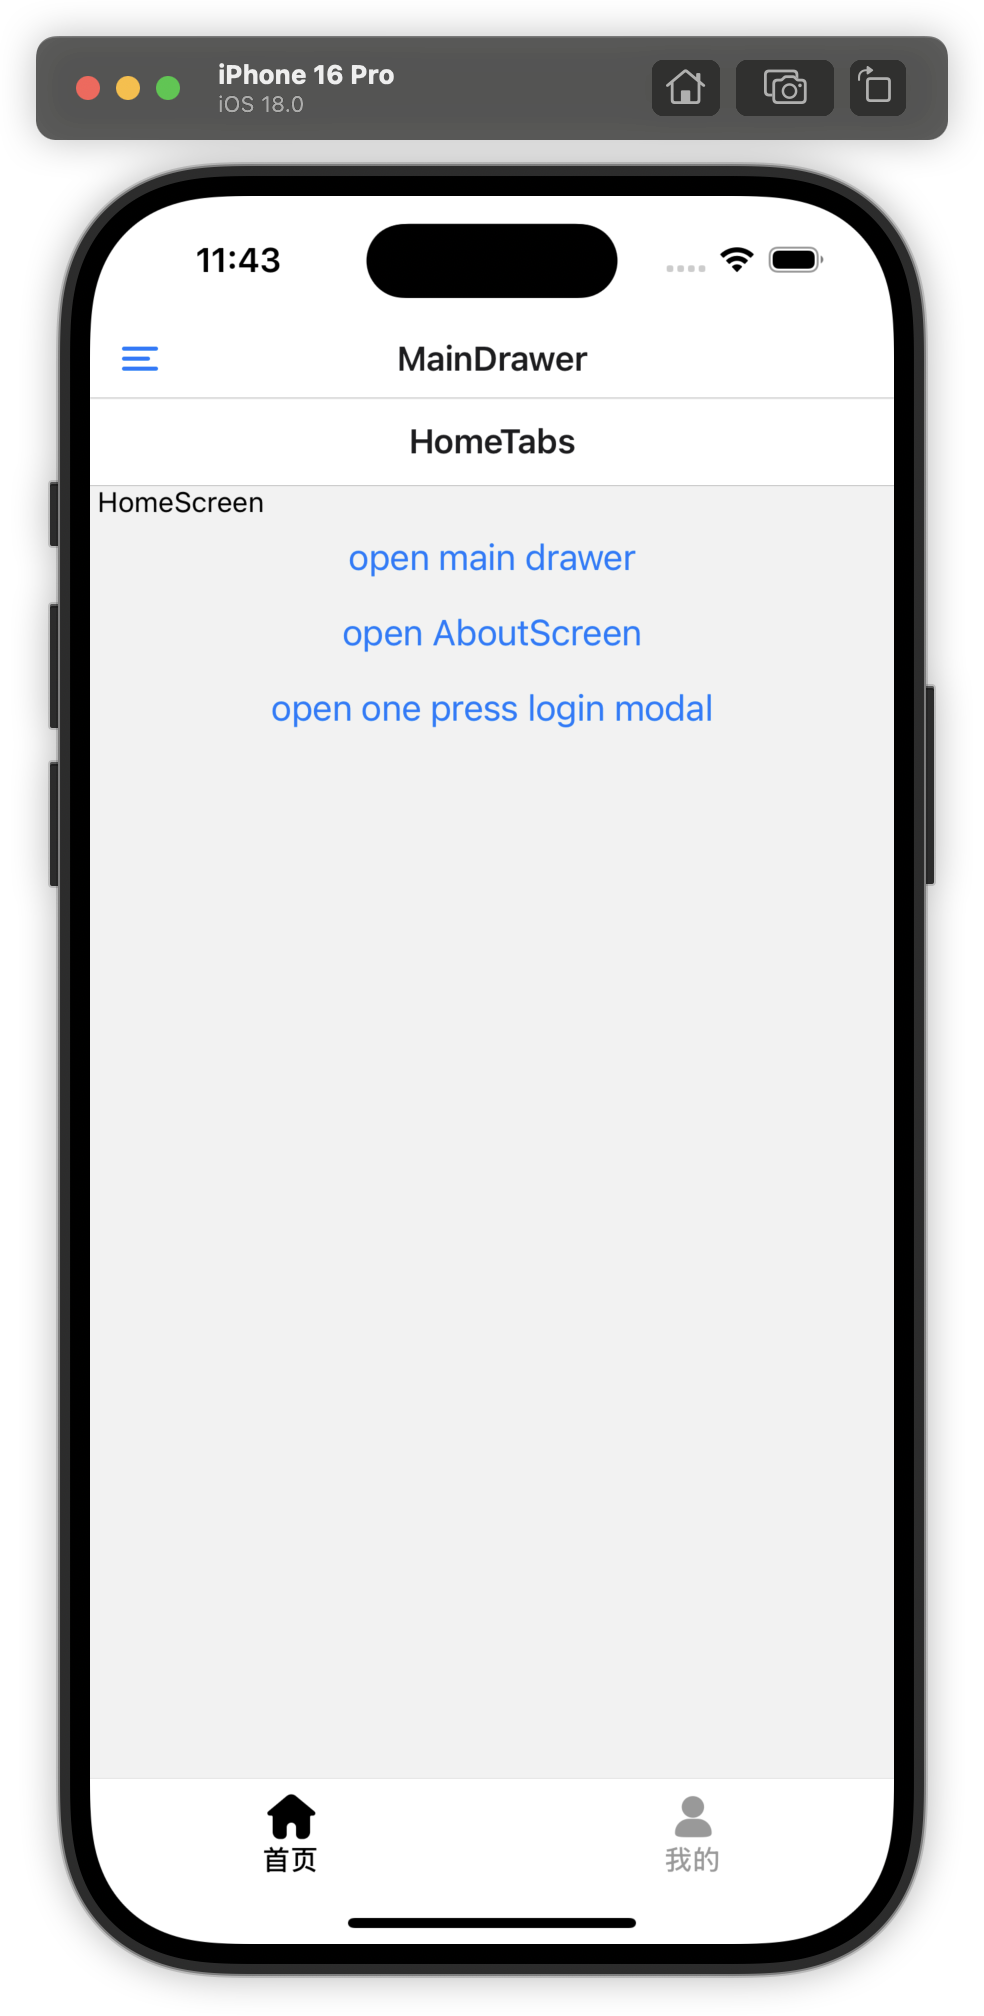 iPhone 16 Pro
iOS 18.0
11:43
MainDrawer
HomeTabs
HomeScreen
open main drawer
open AboutScreen
open one press login modal
首页
我的